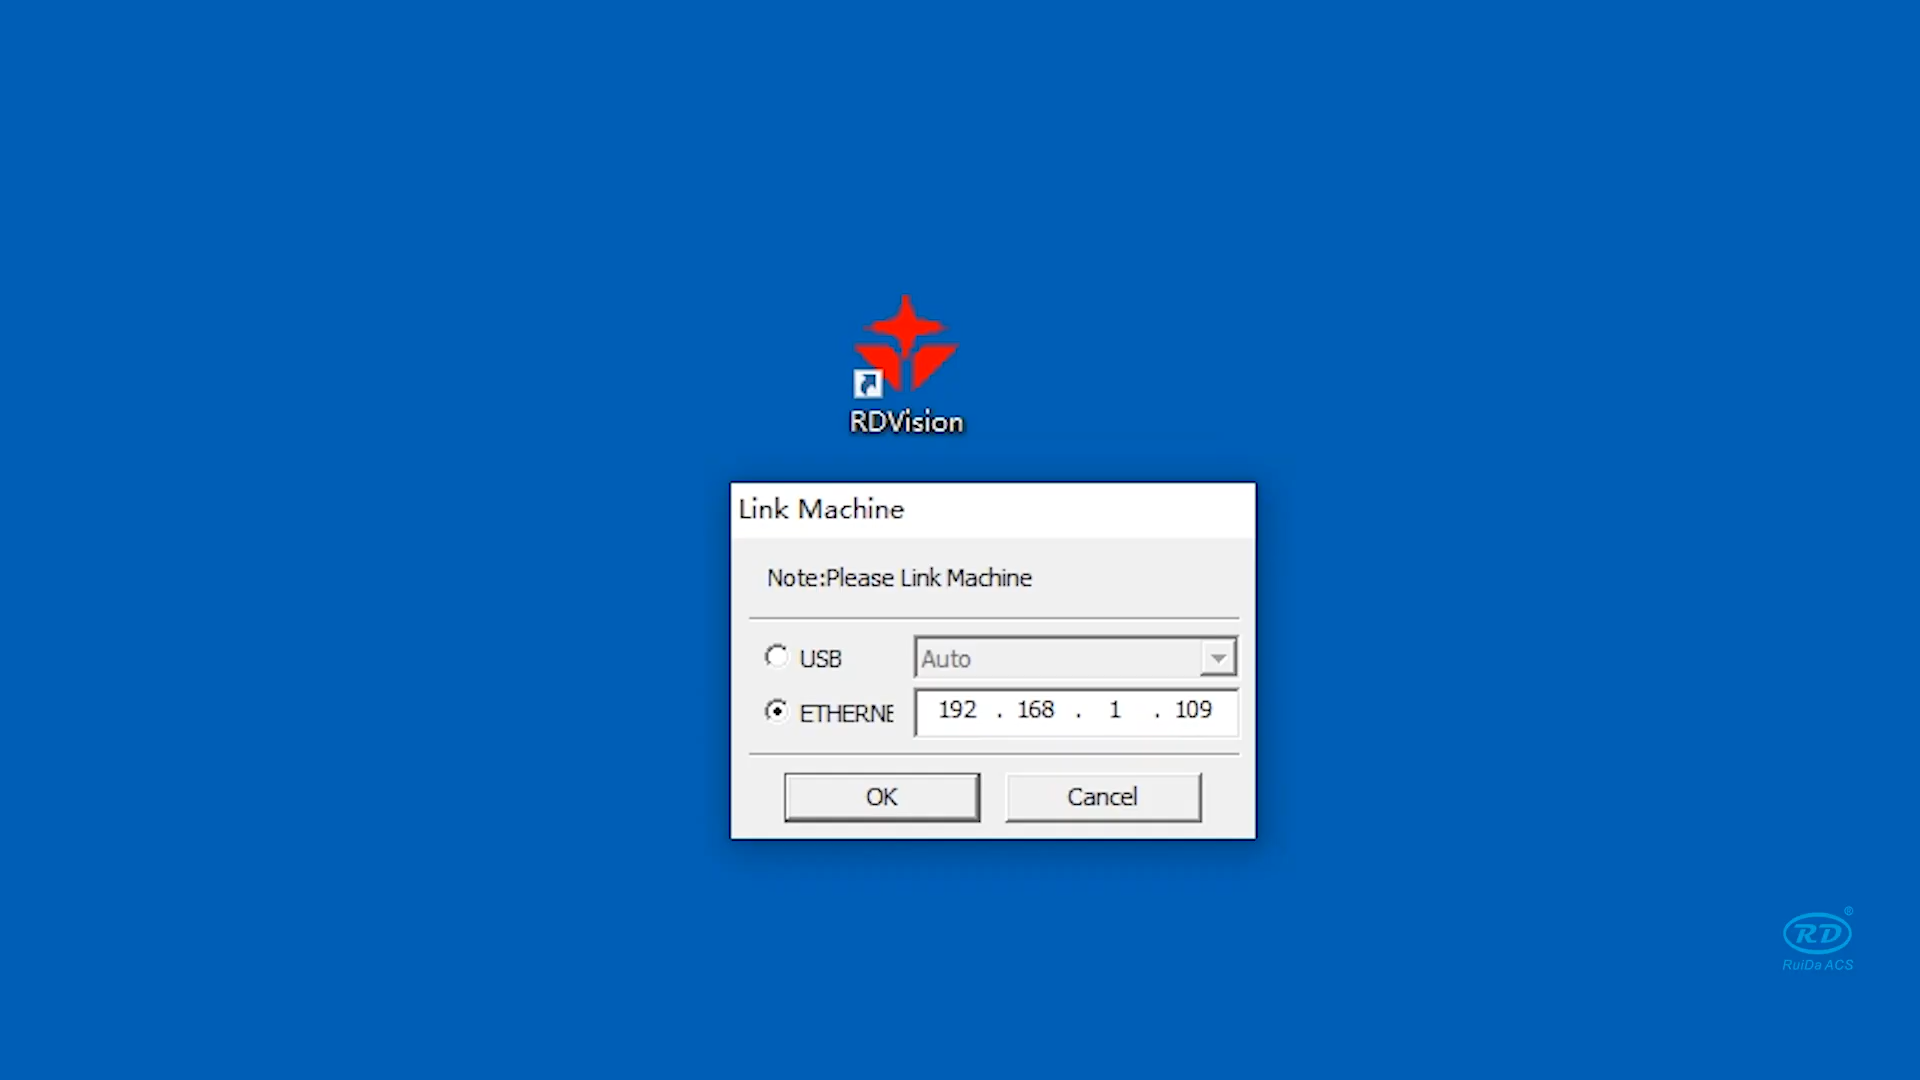 RDVision
Link Machine
Note:Please Link Machine
USB
Auto
ETHERNE
192 . 168 . 1 . 109
OK
Cancel
RD®
RuiDa ACS